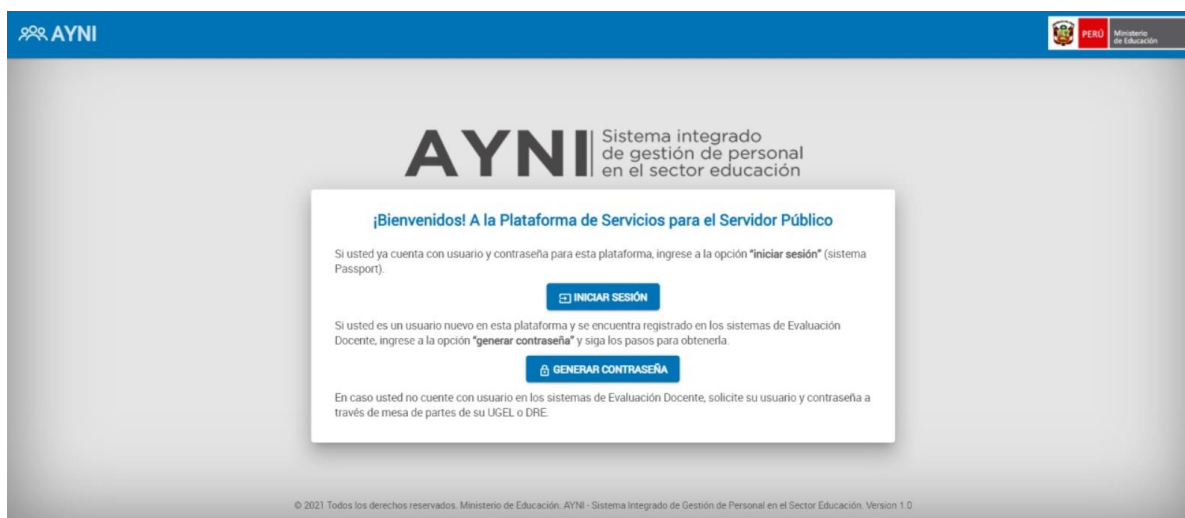 AYNI
PERÚ
Ministerio
de Educación
AYNI
Sistema integrado
de gestión de personal
en el sector educación
¡Bienvenidos! A la Plataforma de Servicios para el Servidor Público
Si usted ya cuenta con usuario y contraseña para esta plataforma, ingrese a la opción "iniciar sesión" (sistema
Passport).
INICIAR SESIÓN
Si usted es un usuario nuevo en esta plataforma y se encuentra registrado en los sistemas de Evaluación
Docente, ingrese a la opción "generar contraseña" y siga los pasos para obtenerla.
GENERAR CONTRASEÑA
En caso usted no cuente con usuario en los sistemas de Evaluación Docente, solicite su usuario y contraseña a
través de mesa de partes de su UGEL o DRE.
© 2021 Todos los derechos reservados. Ministerio de Educación. AYNI - Sistema Integrado de Gestión de Personal en el Sector Educación. Version 1.0